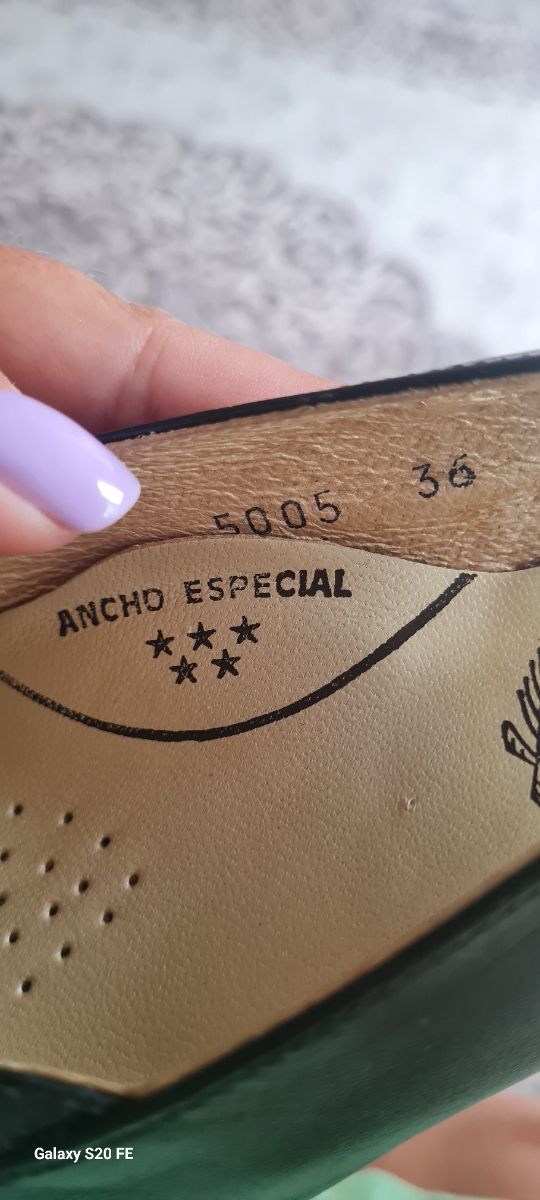 5005 36
ANCHO ESPECIAL
Galaxy S20 FE